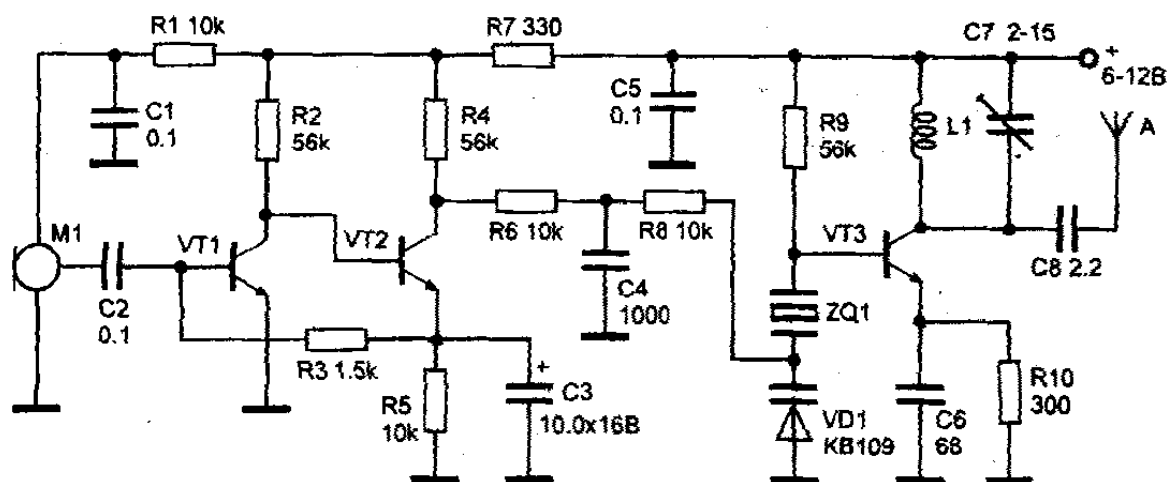 R1 10k
R7 330
C7 2-15
+
6-12В
C1
0.1
R2
56k
R4
56k
C5
0.1
R9
56k
L1
A
M1
VT1
VT2
R6 10k
R8 10k
VT3
C8 2.2
C2
0.1
C4
1000
ZQ1
R3 1.5k
+
R5
10k
C3
10.0x16В
VD1
КВ109
C6
68
R10
300